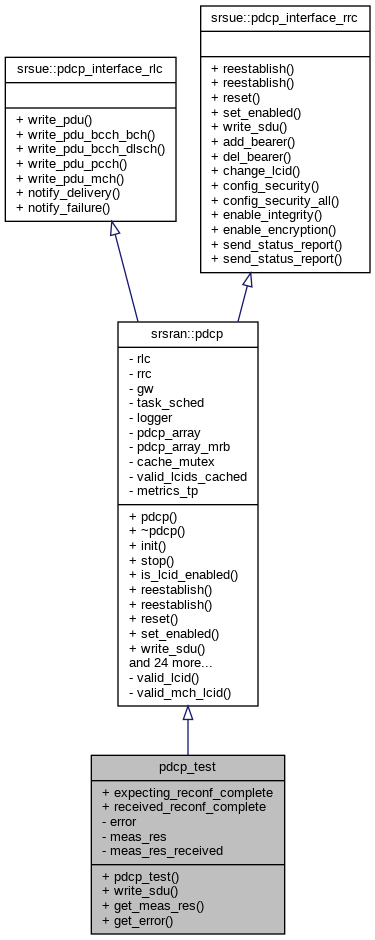 srsue::pdcp_interface_rrc
+ reestablish()
+ reestablish()
+ reset()
+ set_enabled()
+ write_sdu()
+ add_bearer()
+ del_bearer()
+ change_lcid()
+ config_security()
+ config_security_all()
+ enable_integrity()
+ enable_encryption()
+ send_status_report()
+ send_status_report()
srsue::pdcp_interface_rlc
+ write_pdu()
+ write_pdu_bcch_bch()
+ write_pdu_bcch_dlsch()
+ write_pdu_pcch()
+ write_pdu_mch()
+ notify_delivery()
+ notify_failure()
srsran::pdcp
- rlc
- rrc
- gw
- task_sched
- logger
- pdcp_array
- pdcp_array_mrb
- cache_mutex
- valid_lcids_cached
- metrics_tp
+ pdcp()
+ ~pdcp()
+ init()
+ stop()
+ is_lcid_enabled()
+ reestablish()
+ reestablish()
+ reset()
+ set_enabled()
+ write_sdu()
and 24 more...
- valid_lcid()
- valid_mch_lcid()
pdcp_test
+ expecting_reconf_complete
+ received_reconf_complete
- error
- meas_res
- meas_res_received
+ pdcp_test()
+ write_sdu()
+ get_meas_res()
+ get_error()